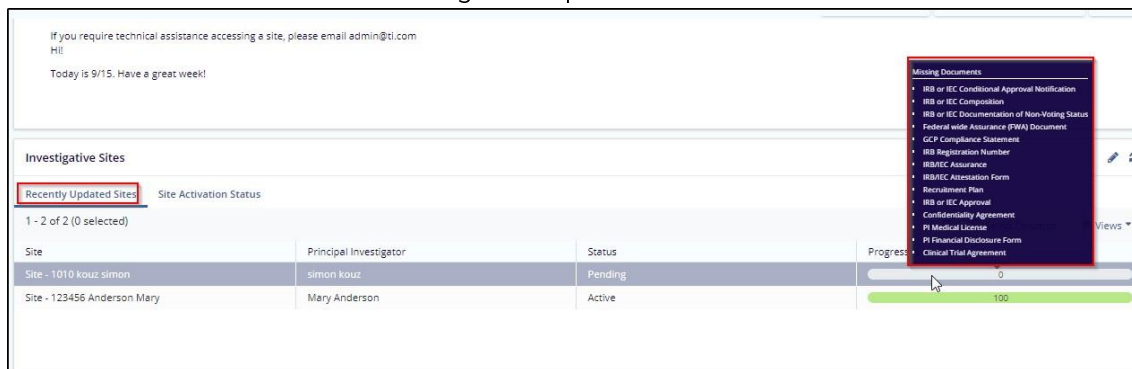 If you require technical assistance accessing a site, please email admin@ti.com
Hi!
Today is 9/15. Have a great week!
Missing Documents
IRB or IEC Conditional Approval Notification
IRB or IEC Composition
IRB or IEC Documentation of Non-Voting Status
Federal wide Assurance (FWA) Document
GCP Compliance Statement
IRB Registration Number
IRB/IEC Assurance
IRB/IEC Attestation Form
Recruitment Plan
IRB or IEC Approval
Confidentiality Agreement
PI Medical License
PI Financial Disclosure Form
Clinical Trial Agreement
Investigative Sites
Recently Updated Sites Site Activation Status
1 - 2 of 2 (0 selected) Views
Site Principal Investigator Status Progress
Site - 1010 kouz simon simon kouz Pending 0
Site - 123456 Anderson Mary Mary Anderson Active 100